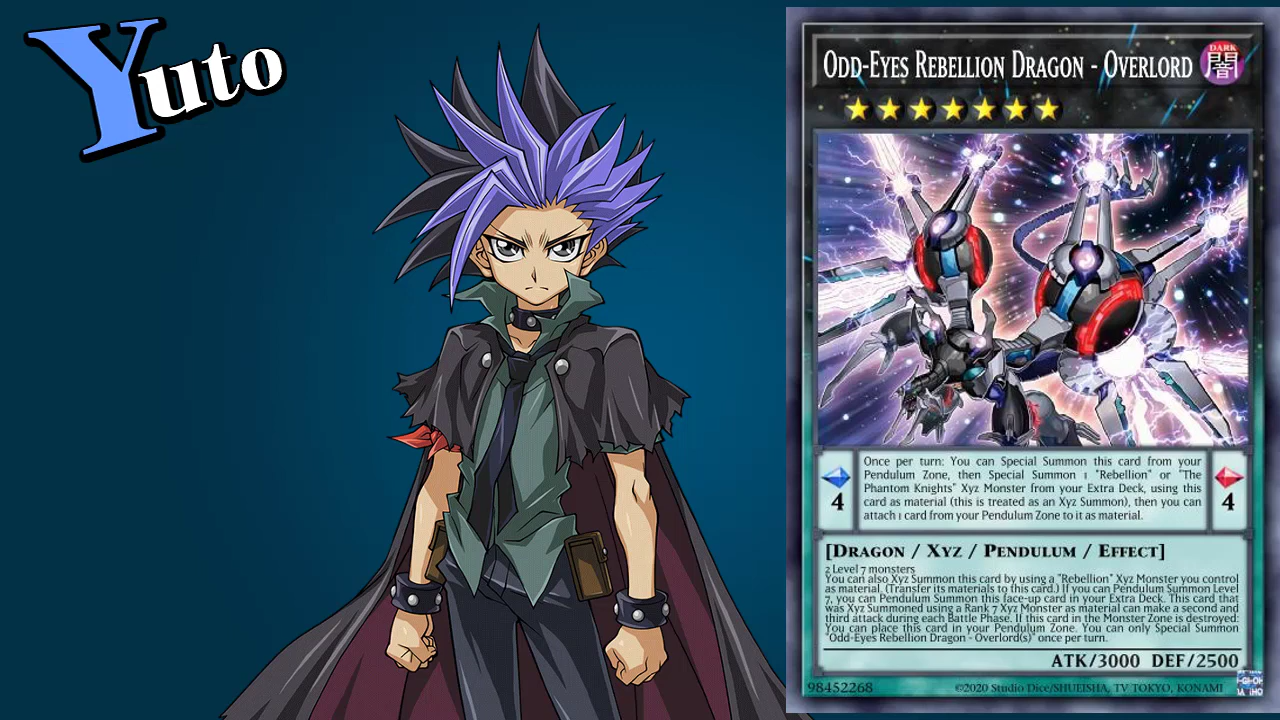 Yuto
Odd-Eyes Rebellion Dragon - Overlord
DARK
闇
Once per turn: You can Special Summon this card from your
Pendulum Zone, then Special Summon 1 "Rebellion" or "The
Phantom Knights" Xyz Monster from your Extra Deck, using this
card as material (this is treated as an Xyz Summon), then you can
attach 1 card from your Pendulum Zone to it as material.
4
4
[Dragon / Xyz / Pendulum / Effect]
2 Level 7 monsters
You can also Xyz Summon this card by using a "Rebellion" Xyz Monster you control
as material. (Transfer its materials to this card.) If you can Pendulum Summon Level
7, you can Pendulum Summon this face-up card in your Extra Deck. This card that
was Xyz Summoned using a Rank 7 Xyz Monster as material can make a second and
third attack during each Battle Phase. If this card in the Monster Zone is destroyed:
You can place this card in your Pendulum Zone. You can only Special Summon
"Odd-Eyes Rebellion Dragon - Overlord(s)" once per turn.
ATK/3000 DEF/2500
98452268 ©2020 Studio Dice/SHUEISHA, TV TOKYO, KONAMI